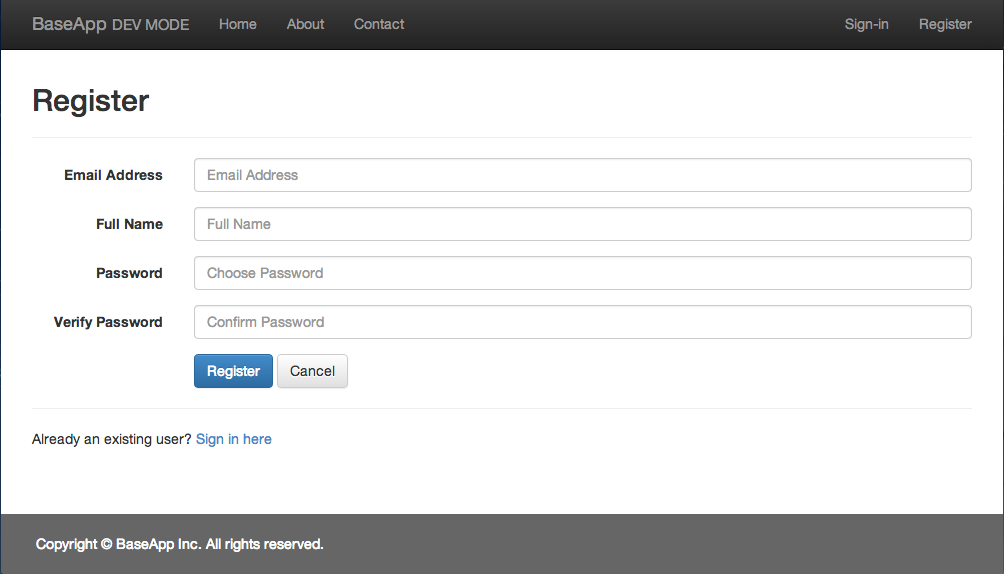 BaseApp DEV MODE Home About Contact Sign-in Register
Register
Email Address Email Address
Full Name Full Name
Password Choose Password
Verify Password Confirm Password
Register Cancel
Already an existing user? Sign in here
Copyright © BaseApp Inc. All rights reserved.